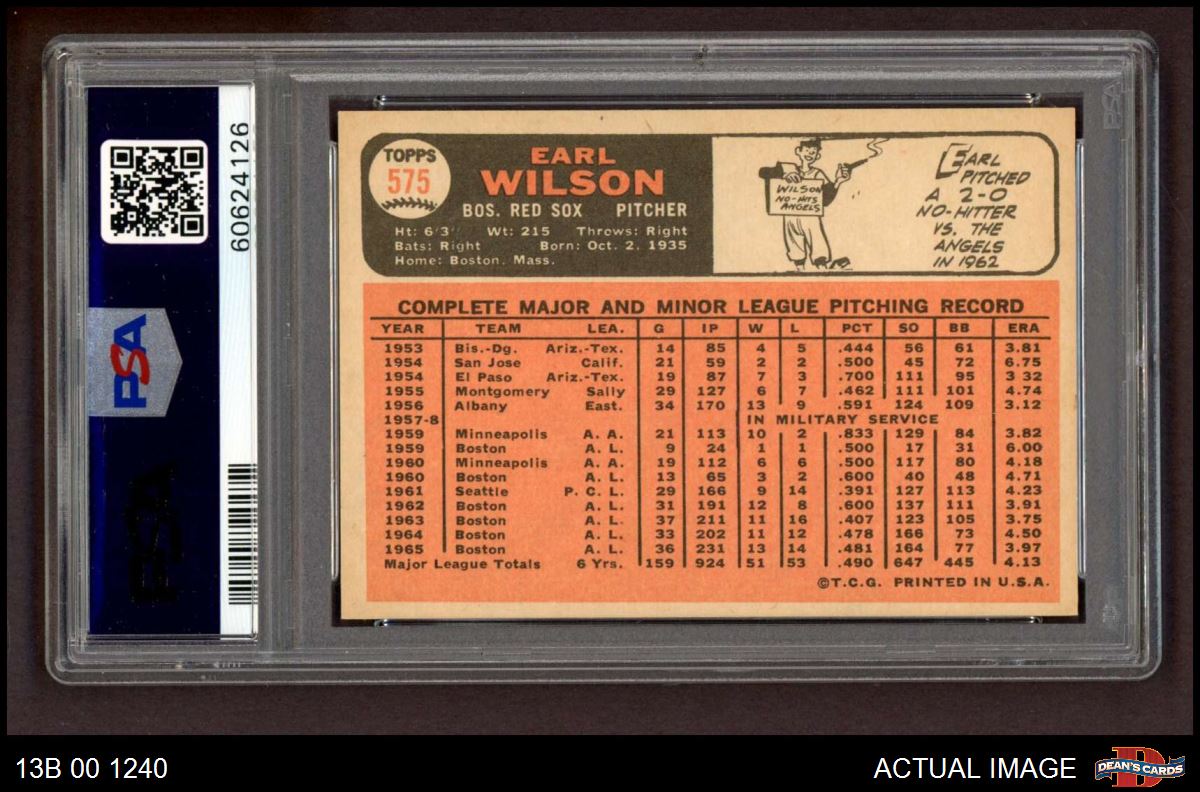 60624126
PSA
TOPPS
575
EARL
WILSON
BOS. RED SOX PITCHER
Ht: 6'3" Wt: 215 Throws: Right
Bats: Right Born: Oct. 2, 1935
Home: Boston, Mass.
WILSON
NO-HITS
ANGELS
EARL
PITCHED
A 2-0
NO-HITTER
VS. THE
ANGELS
IN 1962
COMPLETE MAJOR AND MINOR LEAGUE PITCHING RECORD
YEAR TEAM LEA. G IP W L PCT SO BB ERA
1953 Bis.-Dg. Ariz.-Tex. 14 85 4 5 .444 56 61 3.81
1954 San Jose Calif. 21 59 2 2 .500 45 72 6.75
1954 El Paso Ariz.-Tex. 19 87 7 3 .700 111 95 3.32
1955 Montgomery Sally 29 127 6 7 .462 111 101 4.74
1956 Albany East. 34 170 13 9 .591 124 109 3.12
1957-8 IN MILITARY SERVICE
1959 Minneapolis A. A. 21 113 10 2 .833 129 84 3.82
1959 Boston A. L. 9 24 1 1 .500 17 31 6.00
1960 Minneapolis A. A. 19 112 6 6 .500 117 80 4.18
1960 Boston A. L. 13 65 3 2 .600 40 48 4.71
1961 Seattle P. C. L. 29 166 9 14 .391 127 113 4.23
1962 Boston A. L. 31 191 12 8 .600 137 111 3.91
1963 Boston A. L. 37 211 11 16 .407 123 105 3.75
1964 Boston A. L. 33 202 11 12 .478 166 73 4.50
1965 Boston A. L. 36 231 13 14 .481 164 77 3.97
Major League Totals 6 Yrs. 159 924 51 53 .490 647 445 4.13
©T.C.G. PRINTED IN U.S.A.
PSA
PSA
13B 00 1240
ACTUAL IMAGE
DEAN'S CARDS